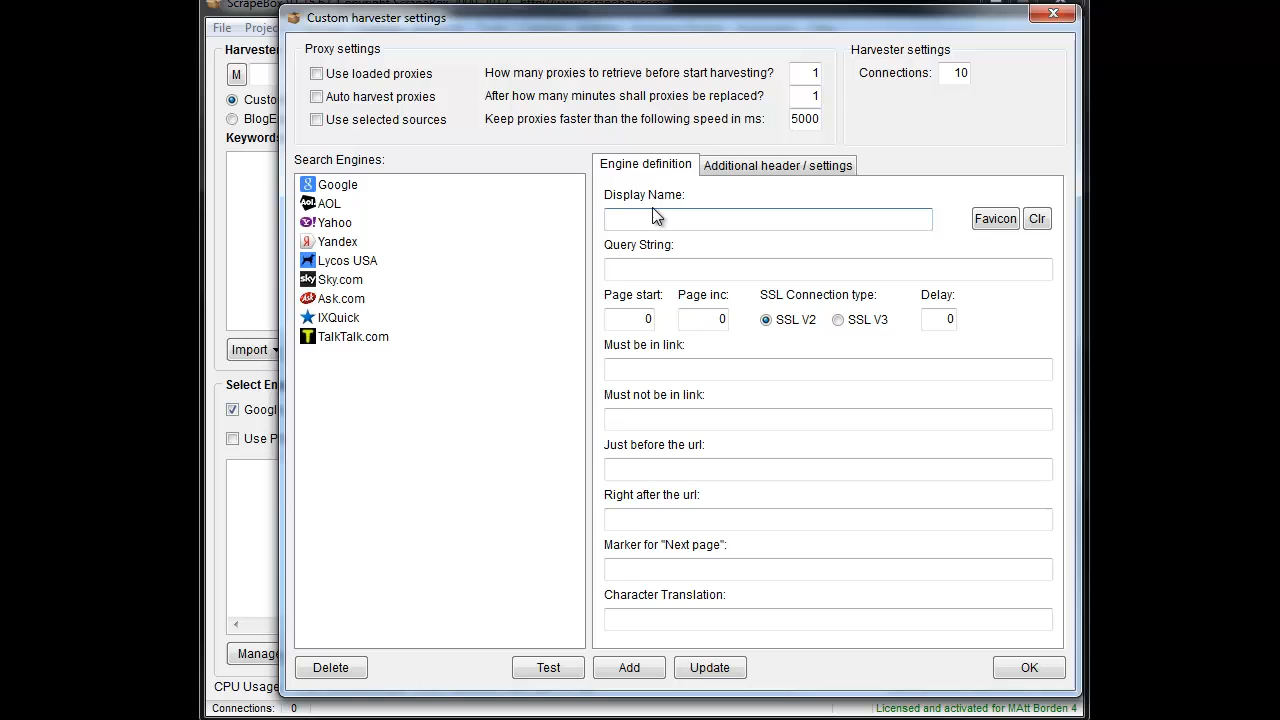 Custom harvester settings
File Proje
Harvester
M
Custo
BlogE
Keywords
Import
Select En
Googl
Use P
Manage
CPU Usage
Connections: 0
Licensed and activated for MAtt Borden 4
Proxy settings
Use loaded proxies
Auto harvest proxies
Use selected sources
How many proxies to retrieve before start harvesting? 1
After how many minutes shall proxies be replaced? 1
Keep proxies faster than the following speed in ms: 5000
Harvester settings
Connections: 10
Search Engines:
Google
AOL
Yahoo
Yandex
Lycos USA
Sky.com
Ask.com
IXQuick
TalkTalk.com
Engine definition Additional header / settings
Display Name:
Favicon Clr
Query String:
Page start: Page inc: SSL Connection type: Delay:
0 0 SSL V2 SSL V3 0
Must be in link:
Must not be in link:
Just before the url:
Right after the url:
Marker for "Next page":
Character Translation:
Delete Test Add Update OK